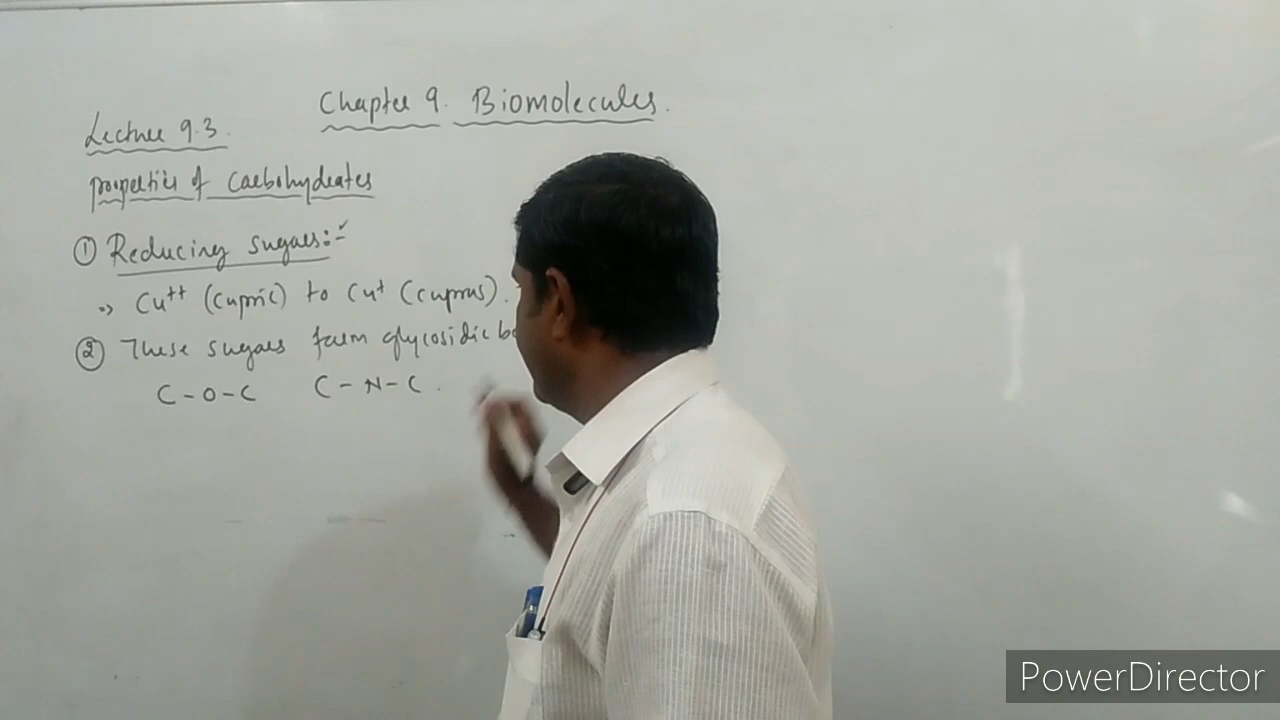 Chapter 9. Biomolecules.
Lecture 9.3.
properties of Carbohydrates
① Reducing sugars:-
=> Cu++ (cupric) to Cu+ (cuprous).
② These sugars form glycosidic bo
C-O-C C-N-C.
PowerDirector